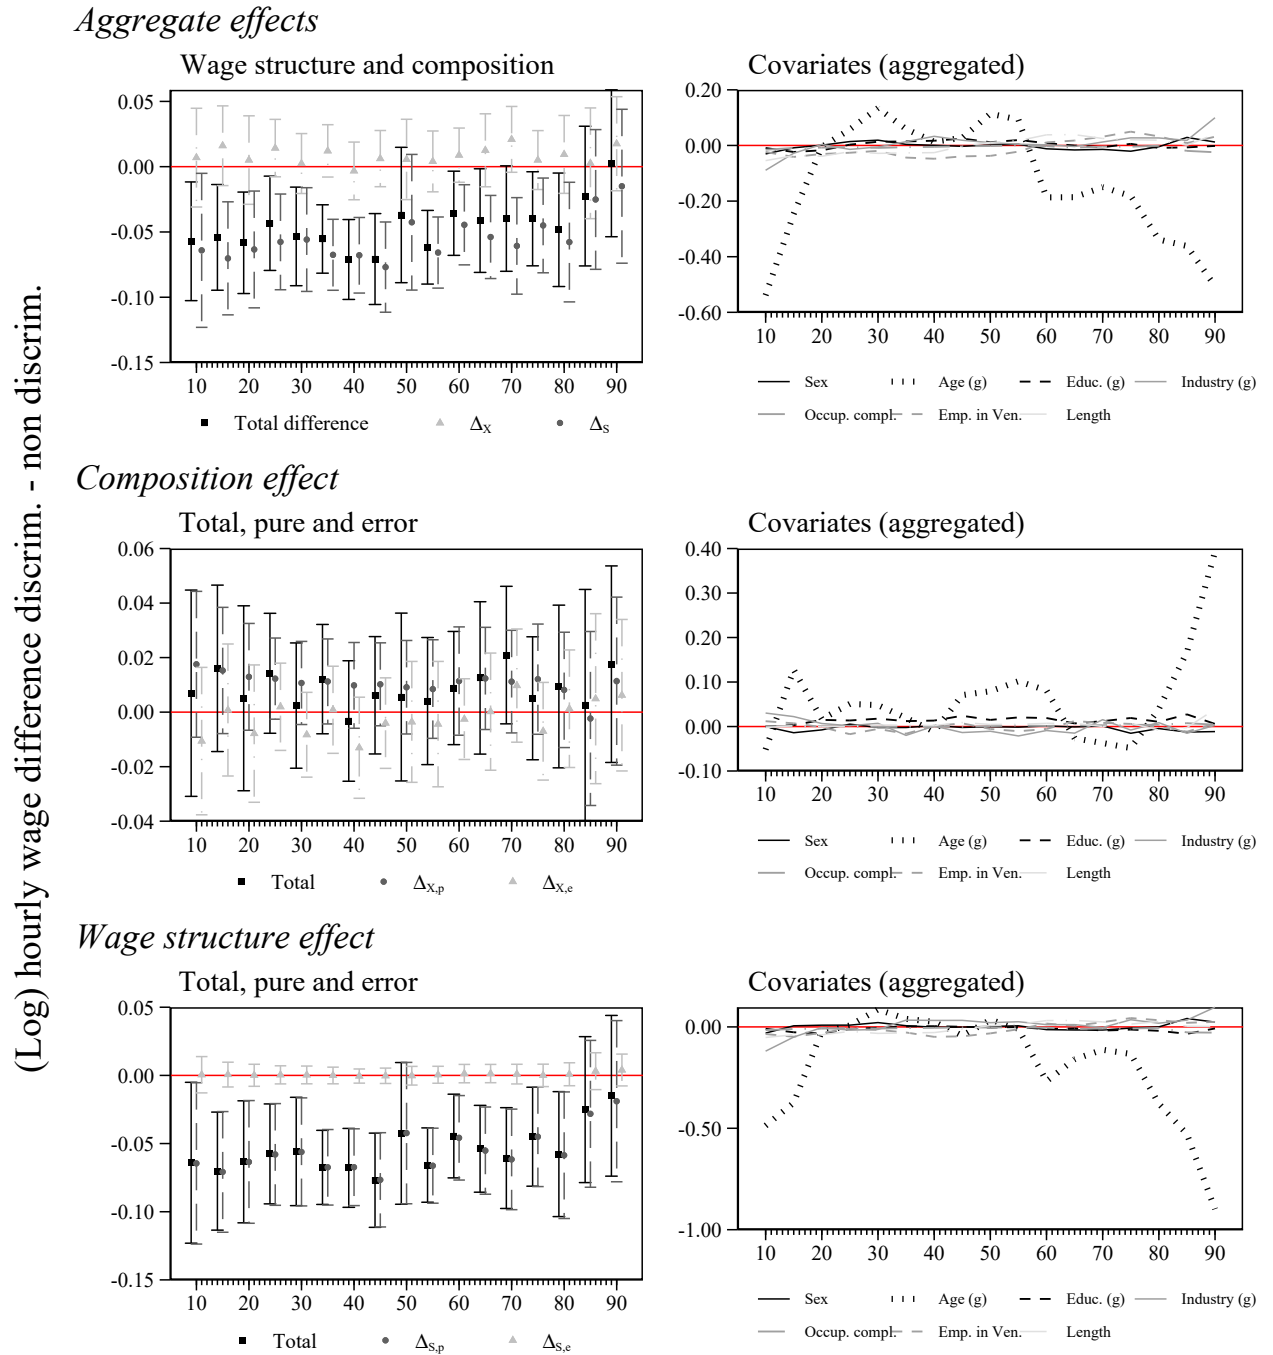 Aggregate effects
Wage structure and composition
Covariates (aggregated)
0.05
0.00
-0.05
-0.10
-0.15
10 20 30 40 50 60 70 80 90
Total difference ΔX ΔS
0.20
0.00
-0.20
-0.40
-0.60
10 20 30 40 50 60 70 80 90
Sex Age (g) Educ. (g) Industry (g)
Occup. compl. Emp. in Ven. Length
(Log) hourly wage difference discrim. - non discrim.
Composition effect
Total, pure and error
Covariates (aggregated)
0.06
0.04
0.02
0.00
-0.02
-0.04
10 20 30 40 50 60 70 80 90
Total ΔX,p ΔX,e
0.40
0.30
0.20
0.10
0.00
-0.10
10 20 30 40 50 60 70 80 90
Sex Age (g) Educ. (g) Industry (g)
Occup. compl. Emp. in Ven. Length
Wage structure effect
Total, pure and error
Covariates (aggregated)
0.05
0.00
-0.05
-0.10
-0.15
10 20 30 40 50 60 70 80 90
Total ΔS,p ΔS,e
0.00
-0.50
-1.00
10 20 30 40 50 60 70 80 90
Sex Age (g) Educ. (g) Industry (g)
Occup. compl. Emp. in Ven. Length